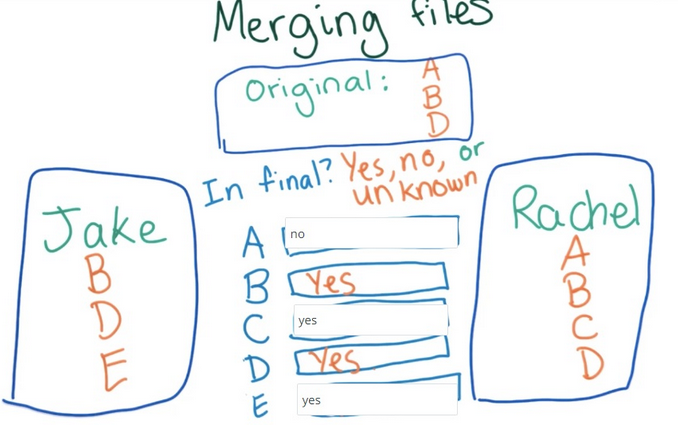 Merging files
Original: A
B
D
In final? Yes, no, or
unknown
Jake
B
D
E
A no
B Yes
C yes
D Yes
E yes
Rachel
A
B
C
D